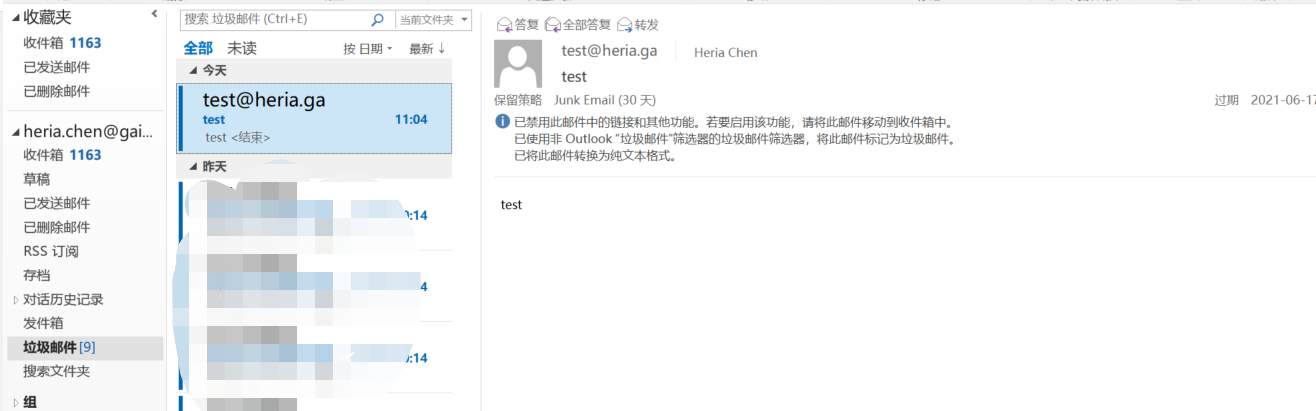 收藏夹
收件箱 1163
已发送邮件
已删除邮件
heria.chen@gai...
收件箱 1163
草稿
已发送邮件
已删除邮件
RSS 订阅
存档
对话历史记录
发件箱
垃圾邮件 [9]
搜索文件夹
组
搜索 垃圾邮件 (Ctrl+E) 当前文件夹
全部 未读 按 日期 最新 ↓
今天
test@heria.ga
test 11:04
test <结束>
昨天
:14
4
:14
答复 全部答复 转发
test@heria.ga Heria Chen
test
保留策略 Junk Email (30 天) 过期 2021-06-17
已禁用此邮件中的链接和其他功能。若要启用该功能，请将此邮件移动到收件箱中。
已使用非 Outlook“垃圾邮件”筛选器的垃圾邮件筛选器，将此邮件标记为垃圾邮件。
已将此邮件转换为纯文本格式。
test